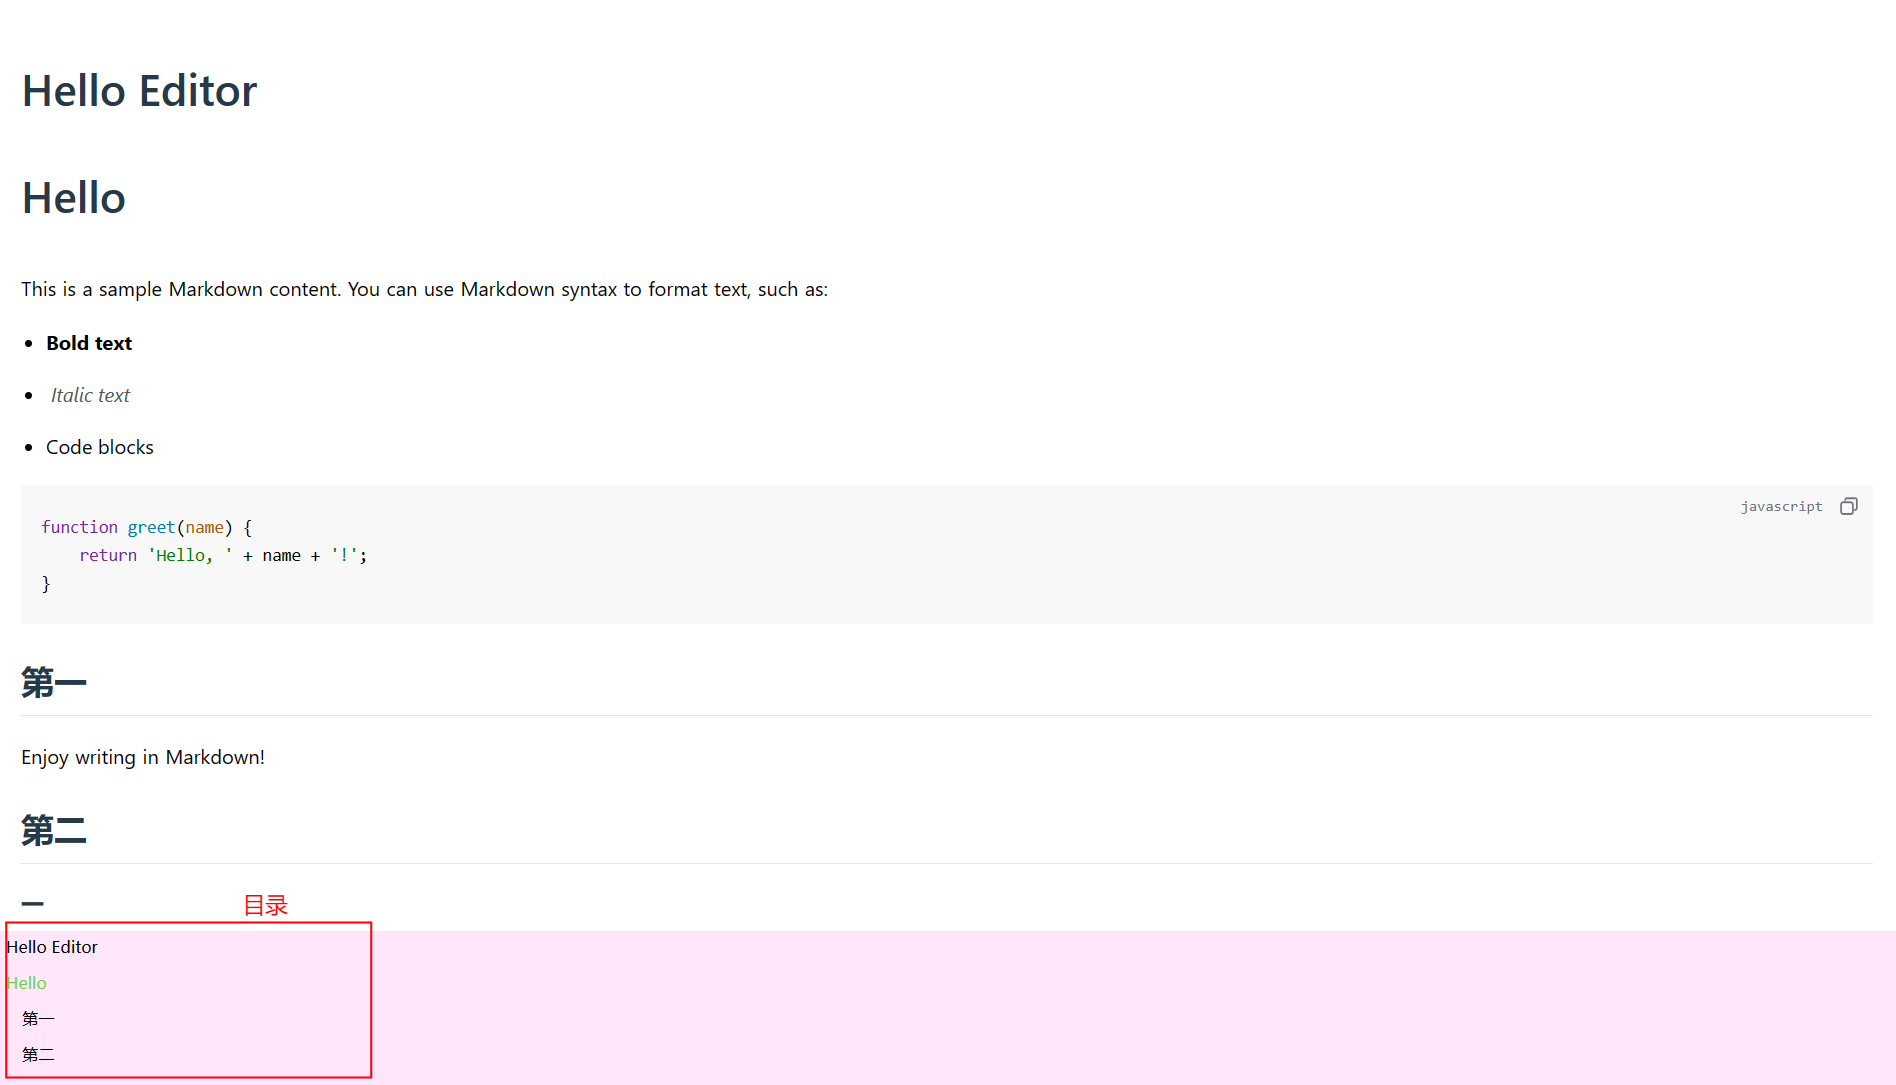 Hello Editor
Hello
This is a sample Markdown content. You can use Markdown syntax to format text, such as:
Bold text
Italic text
Code blocks
javascript
function greet(name) {
    return 'Hello, ' + name + '!';
}
第一
Enjoy writing in Markdown!
第二
一
目录
Hello Editor
Hello
第一
第二